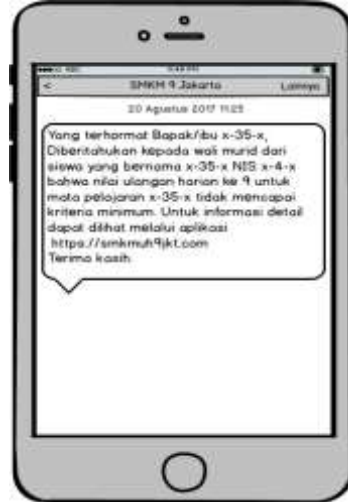 < SMKM 9 Jakarta Lainnya
20 Agustus 2017 11:25
Yang terhormat Bapak/ibu x-35-x,
Diberitahukan kepada wali murid dari
siswa yang bernama x-35-x NIS x-4-x
bahwa nilai ulangan harian ke 9 untuk
mata pelajaran x-35-x tidak mencapai
kriteria minimum. Untuk informasi detail
dapat dilihat melalui aplikasi
https://smkmuh9jkt.com
Terima kasih